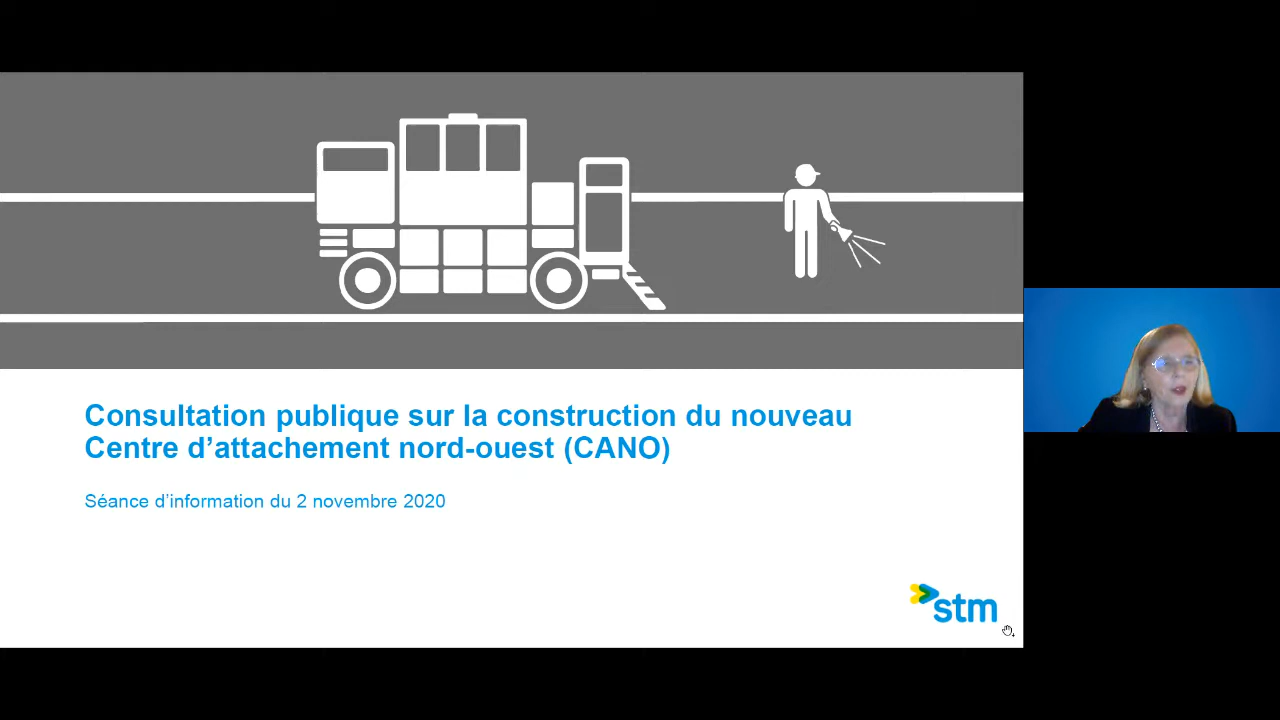 Consultation publique sur la construction du nouveau
Centre d’attachement nord-ouest (CANO)
Séance d’information du 2 novembre 2020
stm